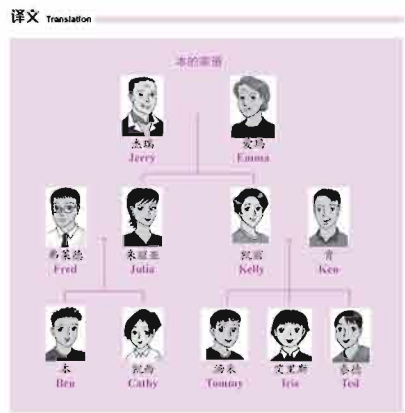 译文 Translation
本的家谱
杰瑞 爱玛
Jerry Emma
弗莱德 朱丽亚 凯丽 肯
Fred Julia Kelly Ken
本 凯西 汤米 艾里斯 泰德
Ben Cathy Tommy Iris Ted